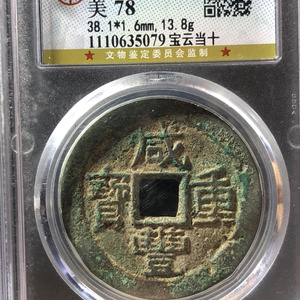 美 78
38.1*1.6mm,13.8g
1110635079 宝云当十
★★★★★★★
文物鉴定委员会监制
咸
豐
重
寶